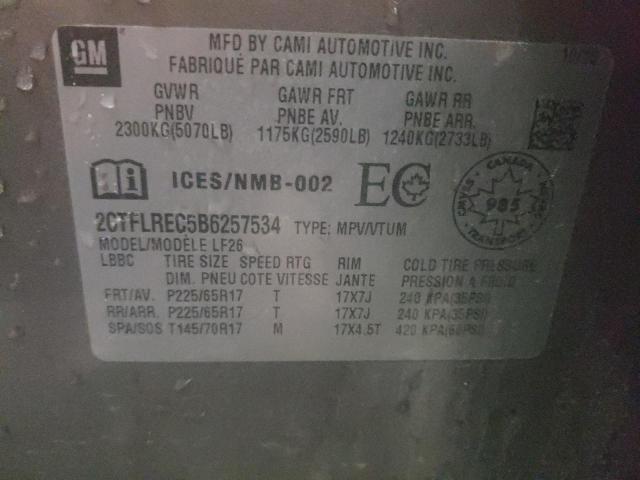 GM
MFD BY CAMI AUTOMOTIVE INC.
FABRIQUÉ PAR CAMI AUTOMOTIVE INC.
GVWR GAWR FRT GAWR RR
PNBV PNBE AV. PNBE ARR.
2300KG(5070LB) 1175KG(2590LB) 1240KG(2733LB)
ICES/NMB-002 EC
CANADA
985
TRANSPORT
2CTFLREC5B6257534 TYPE: MPV/VTUM
MODEL/MODÈLE LF26
LBBC TIRE SIZE SPEED RTG RIM COLD TIRE PRESSURE
DIM. PNEU COTE VITESSE JANTE PRESSION A FROID
FRT/AV. P225/65R17 T 17X7J 240 KPA(35PSI)
RR/ARR. P225/65R17 T 17X7J 240 KPA(35PSI)
SPA/SOS T145/70R17 M 17X4.5T 420 KPA(60PSI)